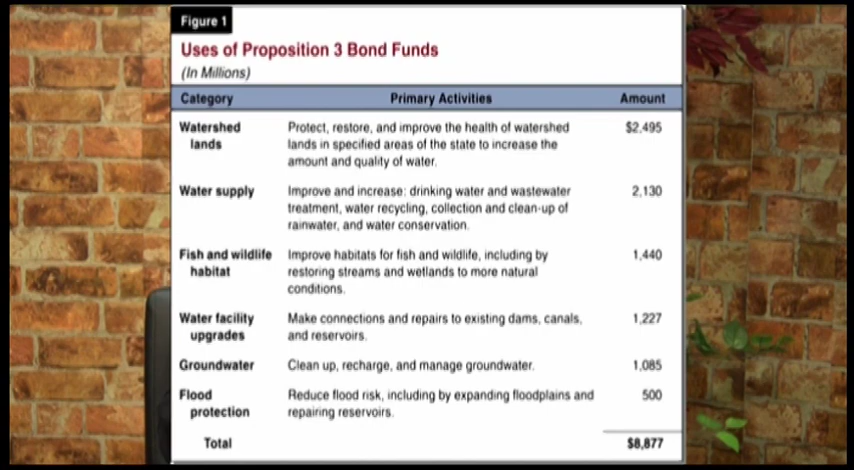 Figure 1
Uses of Proposition 3 Bond Funds
(In Millions)
Category Primary Activities Amount
Watershed Protect, restore, and improve the health of watershed $2,495
lands lands in specified areas of the state to increase the
amount and quality of water.
Water supply Improve and increase: drinking water and wastewater 2,130
treatment, water recycling, collection and clean-up of
rainwater, and water conservation.
Fish and wildlife Improve habitats for fish and wildlife, including by 1,440
habitat restoring streams and wetlands to more natural
conditions.
Water facility Make connections and repairs to existing dams, canals, 1,227
upgrades and reservoirs.
Groundwater Clean up, recharge, and manage groundwater. 1,085
Flood Reduce flood risk, including by expanding floodplains and 500
protection repairing reservoirs.
Total $8,877